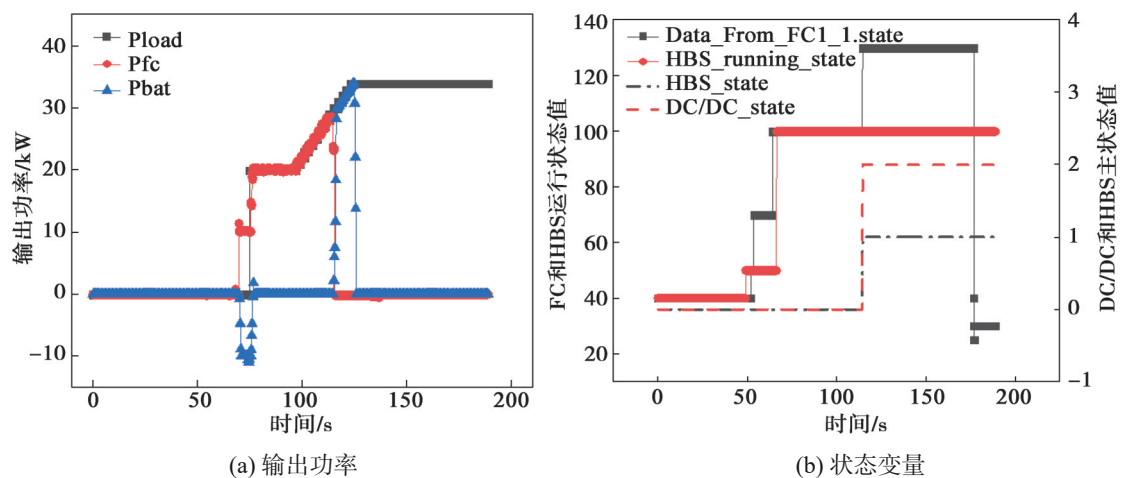 Pload
Pfc
Pbat
40
30
20
10
0
−10
输出功率/kW
0
50
100
150
200
时间/s
(a) 输出功率
Data_From_FC1_1.state
HBS_running_state
HBS_state
DC/DC_state
140
120
100
80
60
40
20
FC和HBS运行状态值
4
3
2
1
0
−1
DC/DC和HBS主状态值
0
50
100
150
200
时间/s
(b) 状态变量